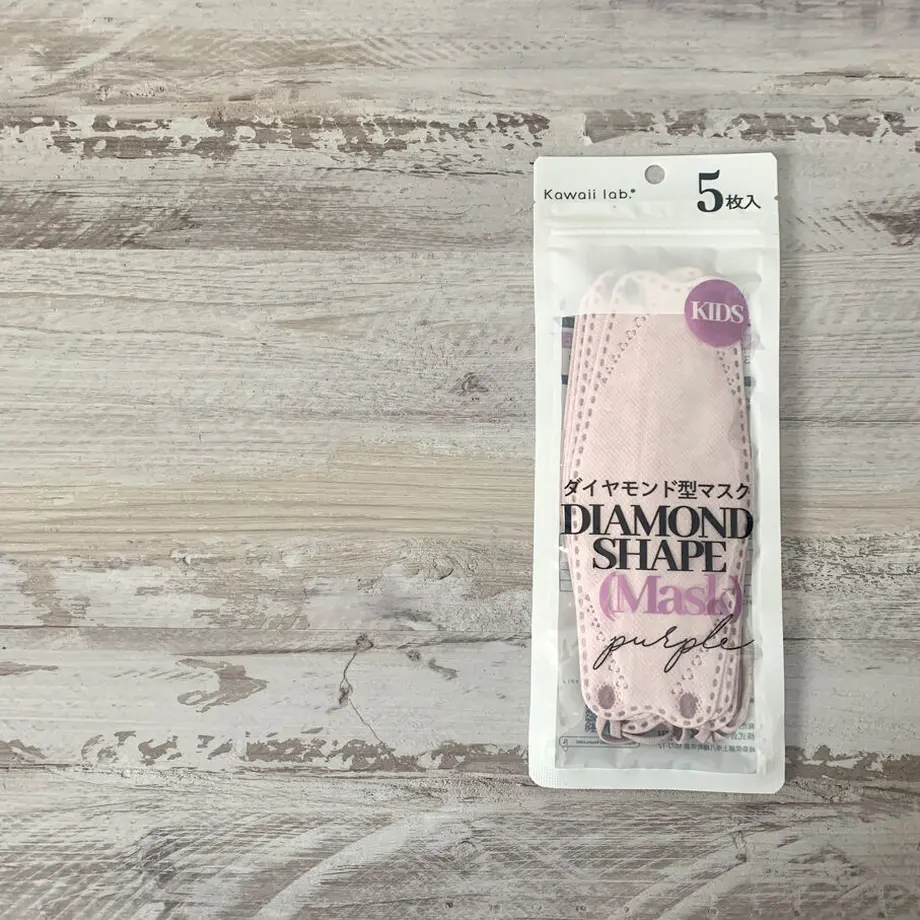 Kawaii lab.
5枚入
KIDS
ダイヤモンド型マスク
DIAMOND
SHAPE
(Mask)
purple